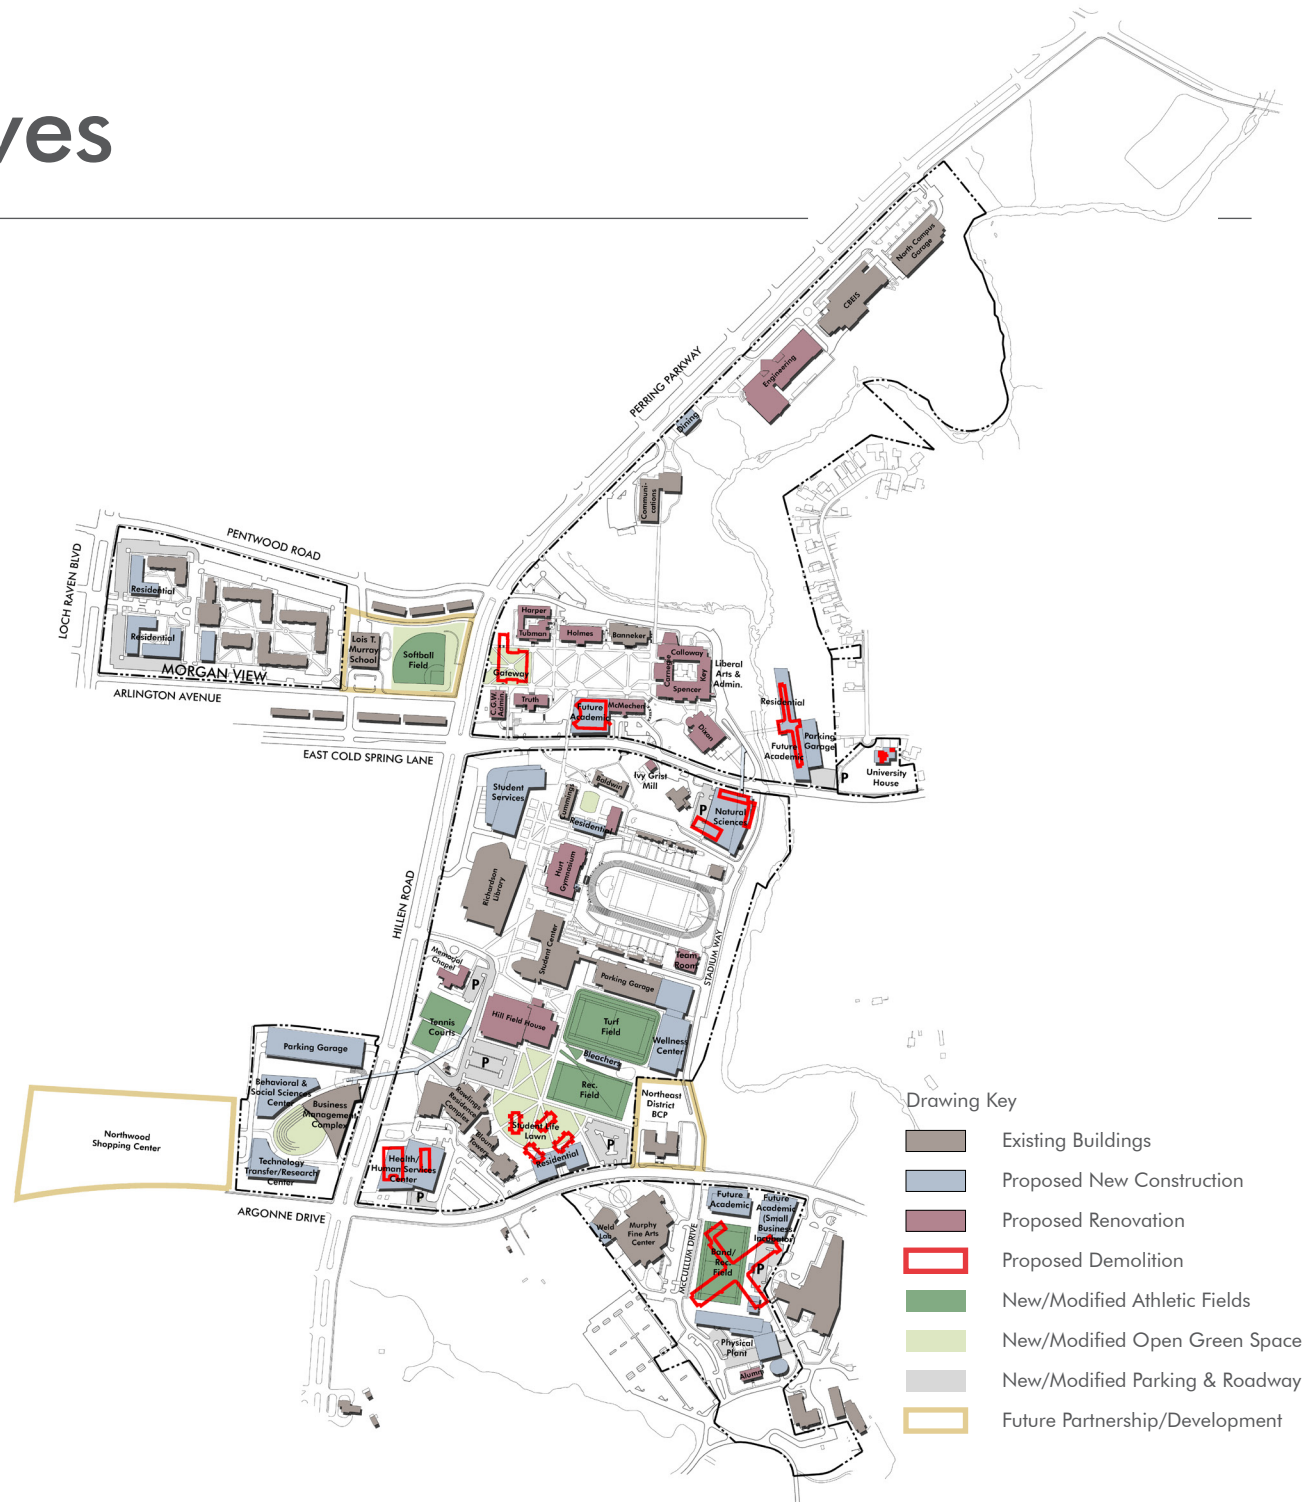 ves
North Campus
Garage
CBEIS
Engineering
PERRING PARKWAY
Dining
Communi-
cations
PENTWOOD ROAD
LOCH RAVEN BLVD
Residential
Residential
MORGAN VIEW
ARLINGTON AVENUE
Lois T.
Murray
School
Softball
Field
EAST COLD SPRING LANE
Harper
Tubman
Holmes
Banneker
Gateway
C.G.W.
Admin
Truth
Future
Academic
McMechen
Carnegie
Calloway
Key
Spencer
Liberal
Arts &
Admin.
Dixon
Residential
Parking
Garage
Future
Academic
P
University
House
Student
Services
Cummings
Baldwin
Ivy Grist
Mill
Residential
P
Natural
Sciences
HILLEN ROAD
Richardson
Library
Hurt
Gymnasium
Student Center
STADIUM WAY
Team
Room
Memorial
Chapel
P
Parking Garage
Tennis
Courts
Hill Field House
Turf
Field
Wellness
Center
Bleachers
P
Rec.
Field
Parking Garage
Behavioral &
Social Sciences
Center
Business
Management
Complex
Technology
Transfer/Research
Center
Northwood
Shopping Center
Rawlings
Residence
Complex
Blount
Towers
Student Life
Lawn
Residential
P
Northeast
District
BCP
Health/
Human Services
Center
P
ARGONNE DRIVE
Weld
Lab
Murphy
Fine Arts
Center
McCULLUM DRIVE
Future
Academic
Future
Academic
(Small
Business
Incubator)
Band/
Rec.
Field
P
Physical
Plant
Alumni
Drawing Key
Existing Buildings
Proposed New Construction
Proposed Renovation
Proposed Demolition
New/Modified Athletic Fields
New/Modified Open Green Space
New/Modified Parking & Roadway
Future Partnership/Development